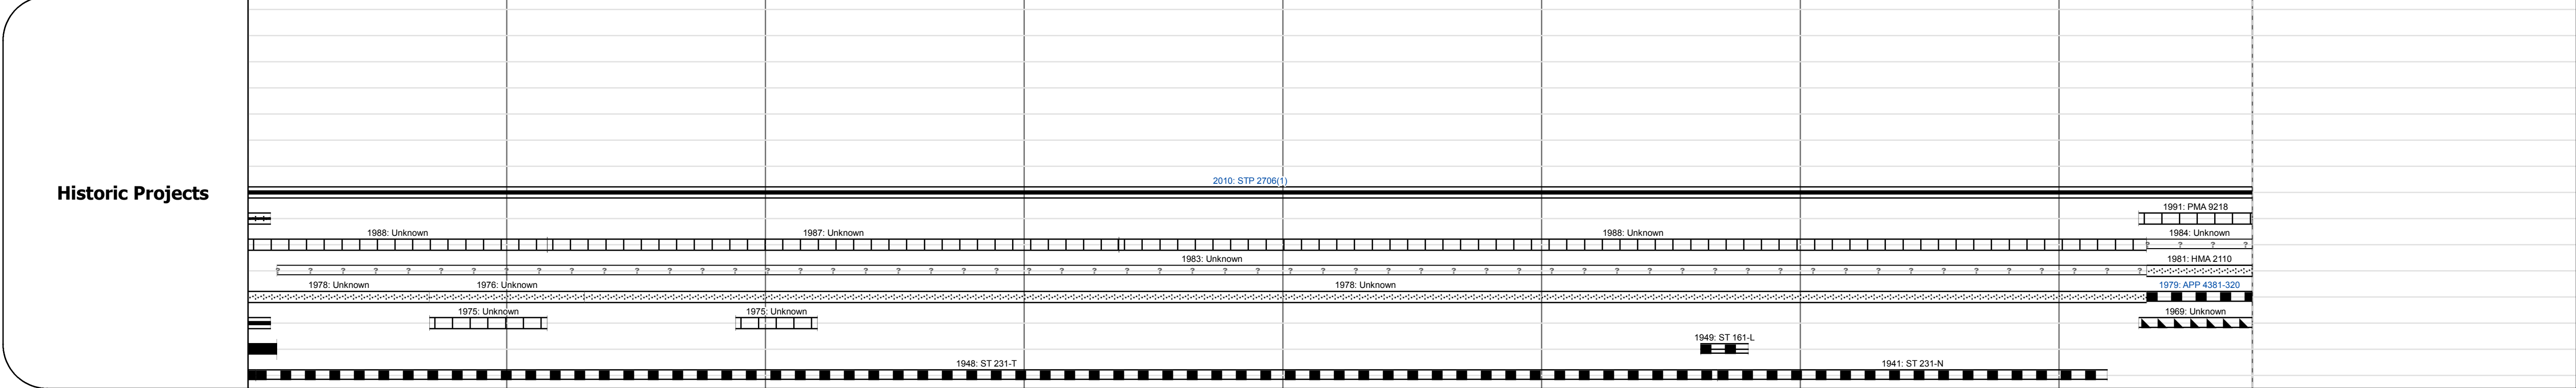 2010: STP 2706(1)
Historic Projects
1991: PMA 9218
1988: Unknown
1987: Unknown
1988: Unknown
1984: Unknown
? ? ? ?
1983: Unknown
1981: HMA 2110
? ? ? ? ? ? ? ? ? ? ? ? ? ? ? ? ? ? ? ? ? ? ? ? ? ? ? ? ? ? ? ? ? ? ? ? ? ? ? ? ? ? ? ? ? ? ? ? ? ? ? ? ? ? ? ? ? ?
1978: Unknown
1976: Unknown
1978: Unknown
1979: APP 4381-320
1975: Unknown
1975: Unknown
1969: Unknown
1949: ST 161-L
1948: ST 231-T
1941: ST 231-N